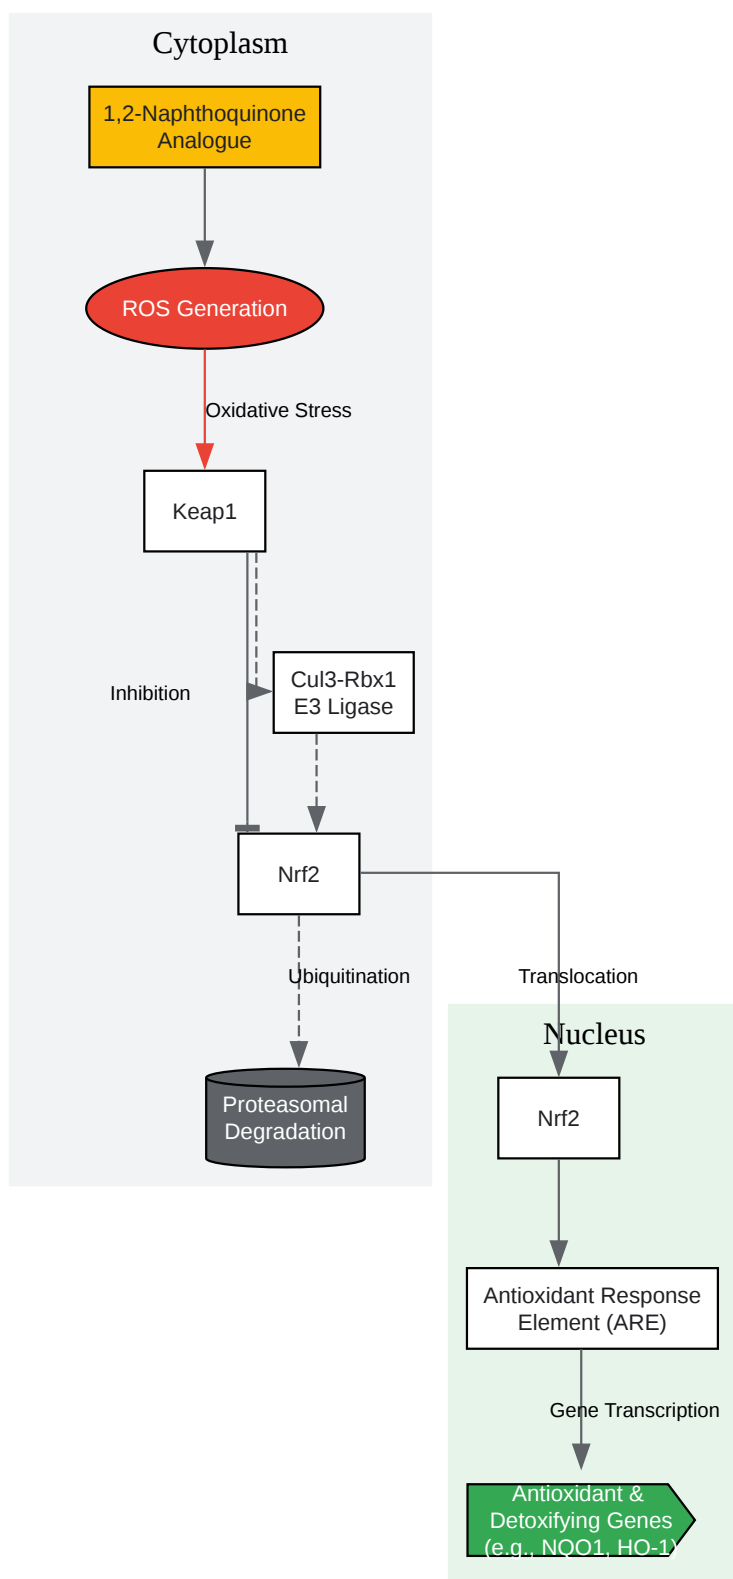 Cytoplasm
1,2-Naphthoquinone
Analogue
ROS Generation
Oxidative Stress
Keap1
Cul3-Rbx1
E3 Ligase
Inhibition
Nrf2
Ubiquitination
Translocation
Nucleus
Proteasomal
Degradation
Nrf2
Antioxidant Response
Element (ARE)
Gene Transcription
Antioxidant &
Detoxifying Genes
(e.g., NQO1, HO-1)